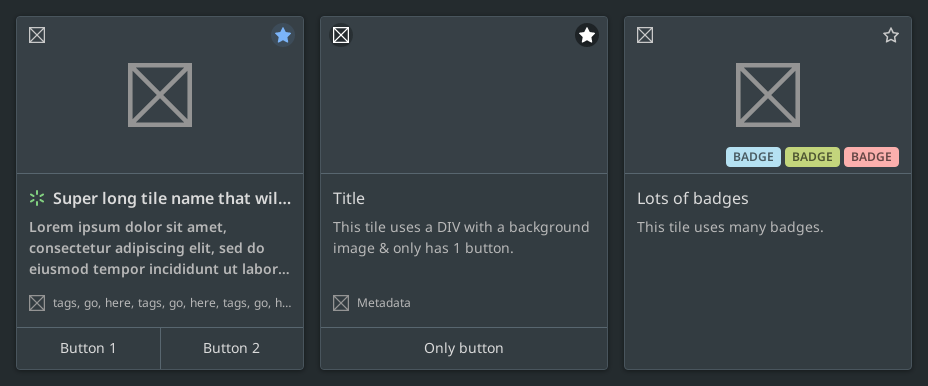 Super long tile name that wil...
Lorem ipsum dolor sit amet,
consectetur adipiscing elit, sed do
eiusmod tempor incididunt ut labor...
tags, go, here, tags, go, here, tags, go, h...
Button 1
Button 2
Title
This tile uses a DIV with a background
image & only has 1 button.
Metadata
Only button
BADGE
BADGE
BADGE
Lots of badges
This tile uses many badges.